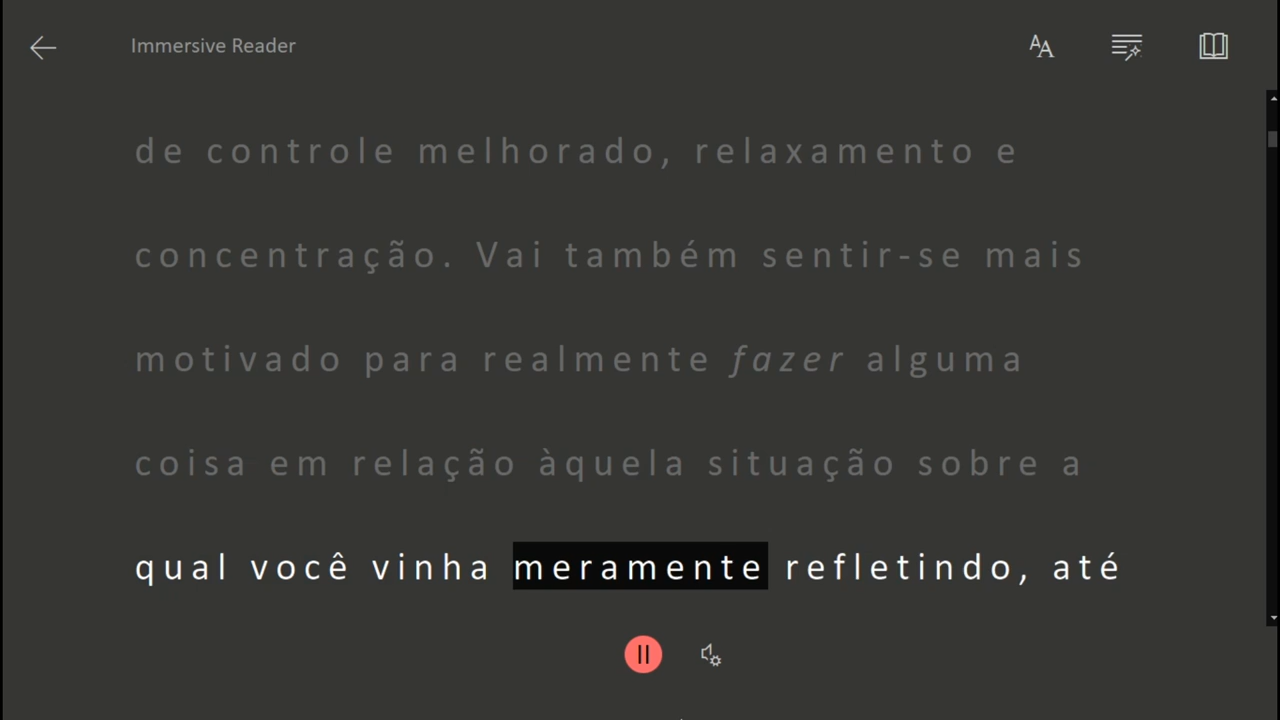 Immersive Reader
de controle melhorado, relaxamento e
concentração. Vai também sentir-se mais
motivado para realmente fazer alguma
coisa em relação àquela situação sobre a
qual você vinha meramente refletindo, até